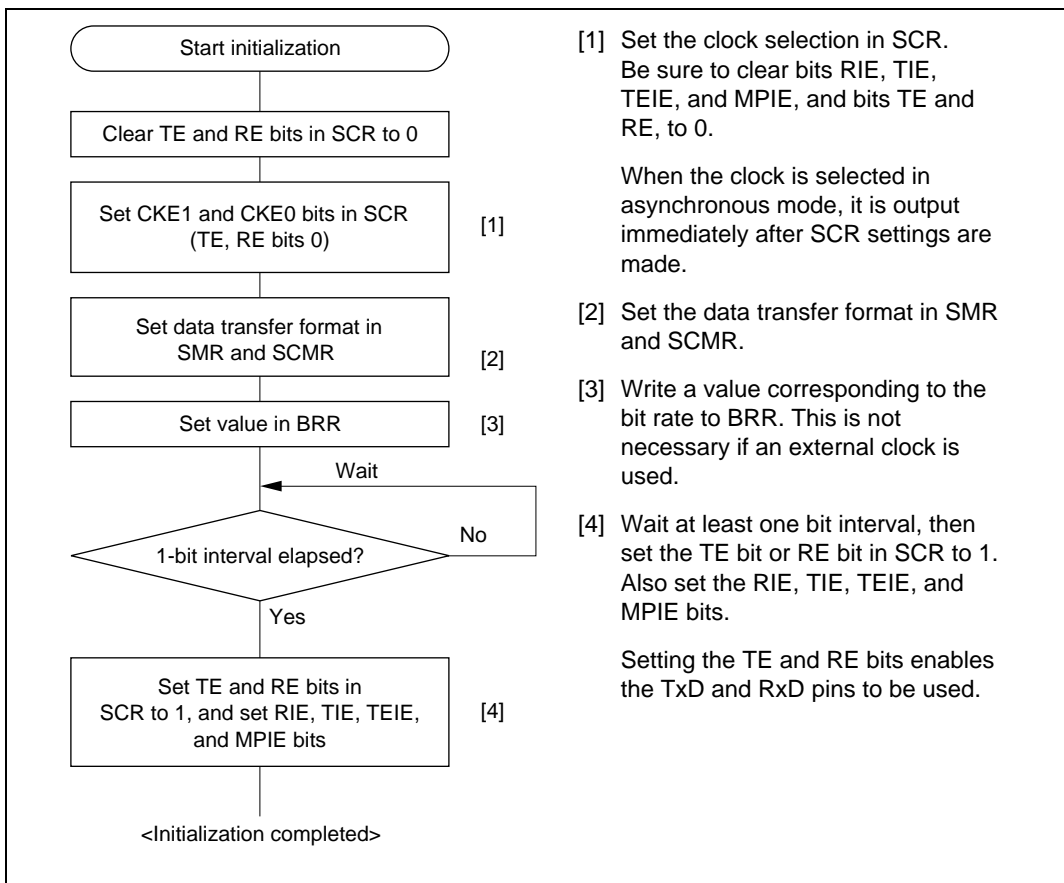 Start initialization
Clear TE and RE bits in SCR to 0
Set CKE1 and CKE0 bits in SCR
(TE, RE bits 0)
[1]
Set data transfer format in
SMR and SCMR
[2]
Set value in BRR
[3]
Wait
1-bit interval elapsed?
No
Yes
Set TE and RE bits in
SCR to 1, and set RIE, TIE, TEIE,
and MPIE bits
[4]
<Initialization completed>
[1] Set the clock selection in SCR.
Be sure to clear bits RIE, TIE,
TEIE, and MPIE, and bits TE and
RE, to 0.
When the clock is selected in
asynchronous mode, it is output
immediately after SCR settings are
made.
[2] Set the data transfer format in SMR
and SCMR.
[3] Write a value corresponding to the
bit rate to BRR. This is not
necessary if an external clock is
used.
[4] Wait at least one bit interval, then
set the TE bit or RE bit in SCR to 1.
Also set the RIE, TIE, TEIE, and
MPIE bits.
Setting the TE and RE bits enables
the TxD and RxD pins to be used.